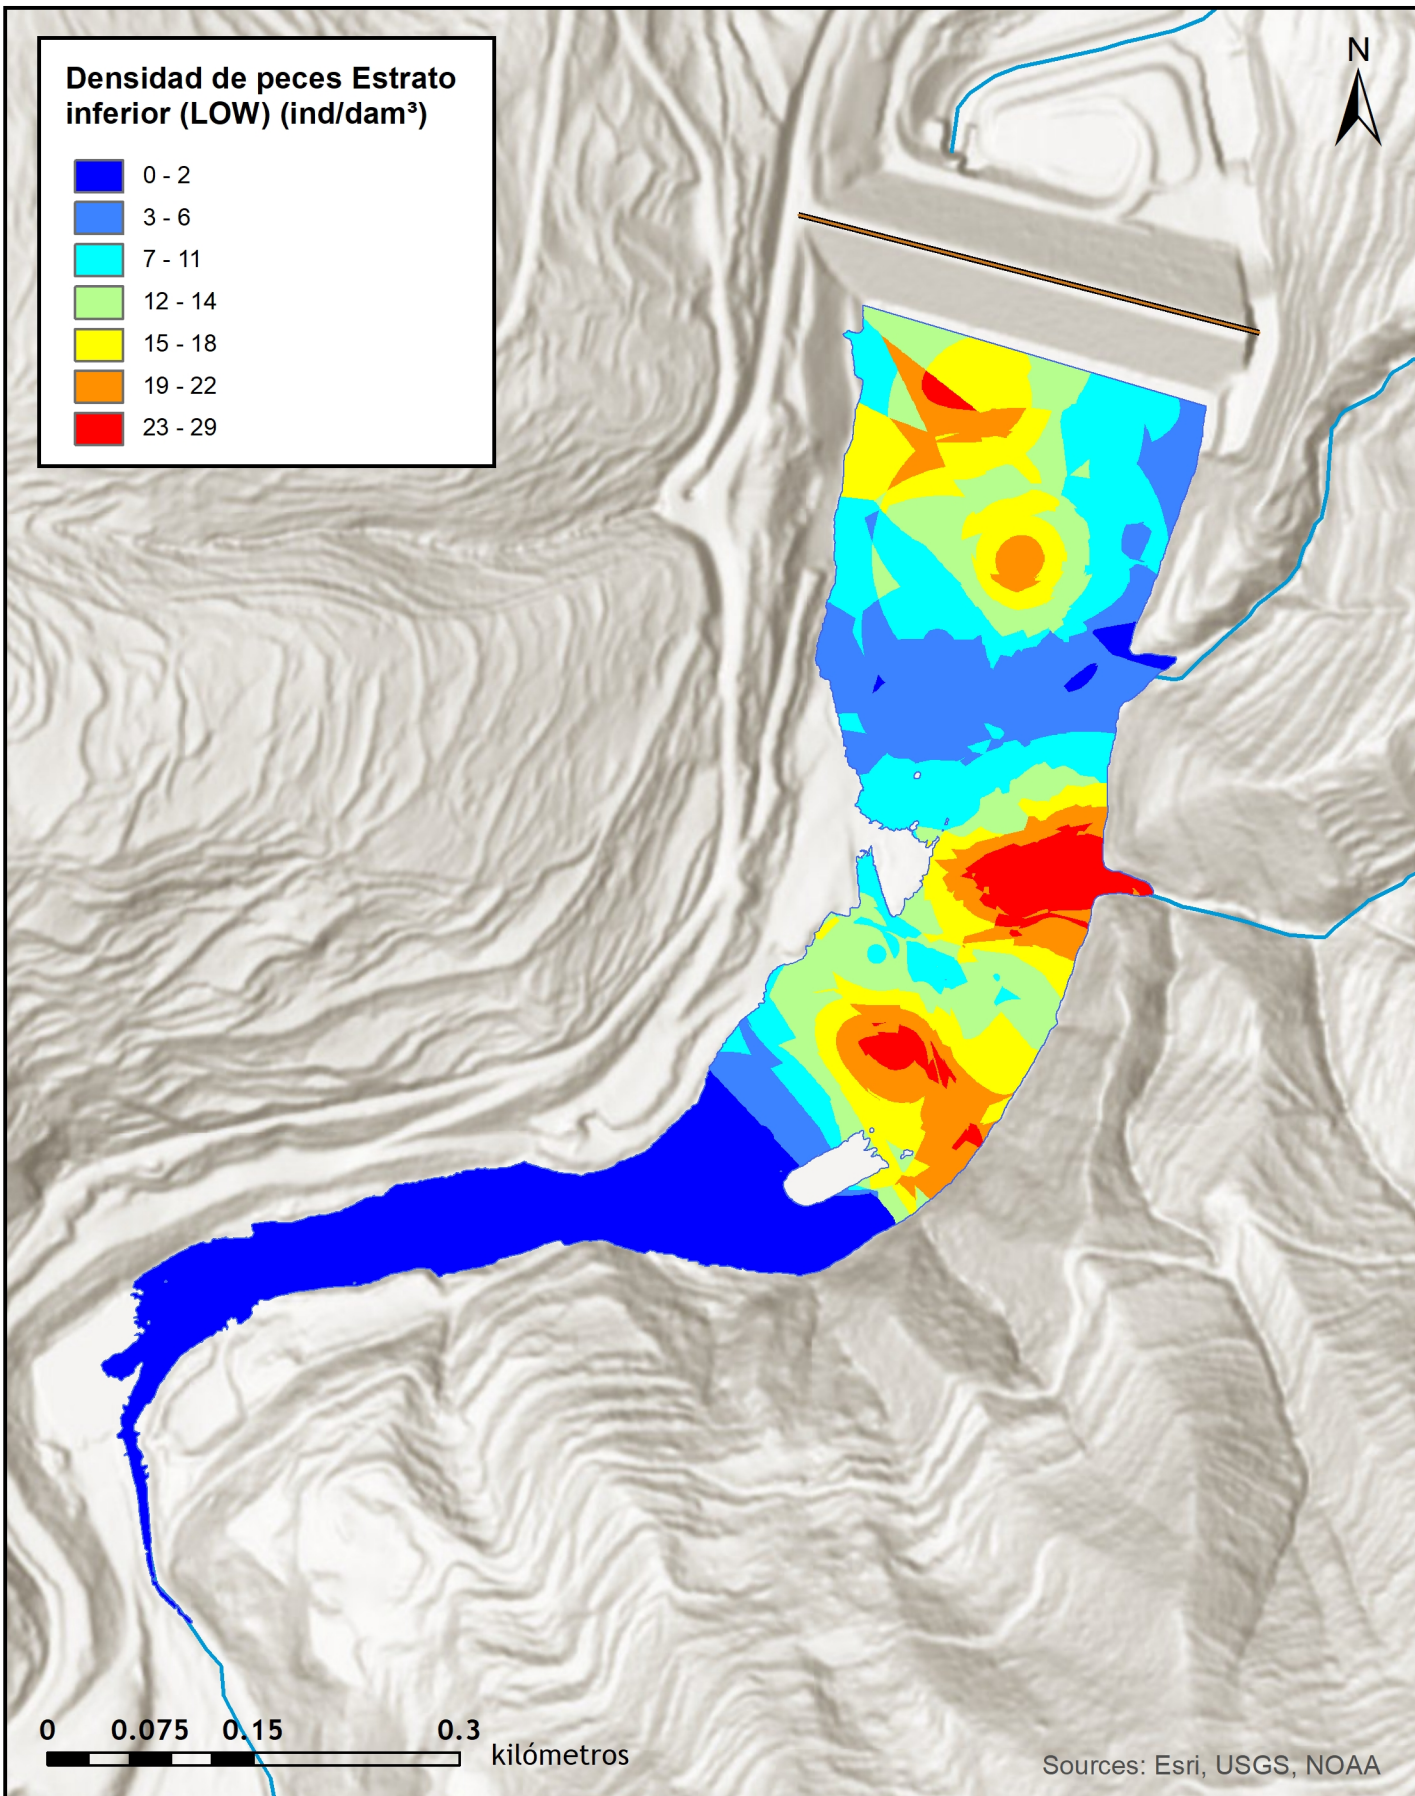 Densidad de peces Estrato
inferior (LOW) (ind/dam³)
0 - 2
3 - 6
7 - 11
12 - 14
15 - 18
19 - 22
23 - 29
N
0 0.075 0.15 0.3
kilómetros
Sources: Esri, USGS, NOAA